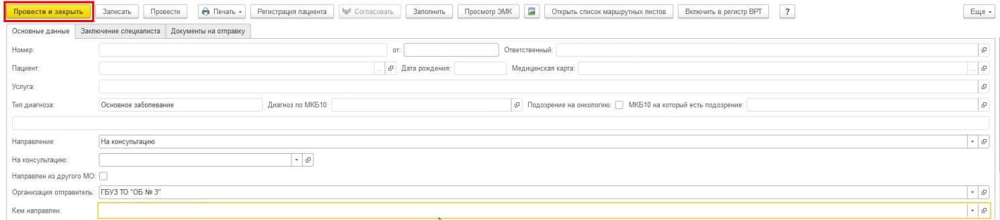 Провести и закрыть Записать Провести Печать Регистрация пациента Согласовать Заполнить Просмотр ЭМК Открыть список маршрутных листов Включить в регистр ВРТ ? Еще
Основные данные Заключение специалиста Документы на отправку
Номер: от: Ответственный:
Пациент: ... Дата рождения: Медицинская карта: ...
Услуга:
Тип диагноза: Основное заболевание Диагноз по МКБ10: Подозрение на онкологию: МКБ10 на который есть подозрение:
Направление: На консультацию
На консультацию:
Направлен из другого МО:
Организация отправитель: ГБУЗ ТО "ОБ № 3"
Кем направлен: